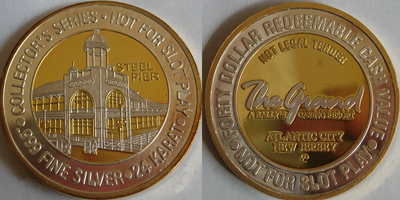 COLLECTOR'S SERIES • NOT FOR SLOT PLAY •
.999 FINE SILVER • 24 KARAT
STEEL
PIER
FORTY DOLLAR REDEEMABLE CASH VALUE •
NOT FOR SLOT PLAY •
NOT LEGAL TENDER
The Grand
A BALLY'S CASINO RESORT
ATLANTIC CITY
NEW JERSEY